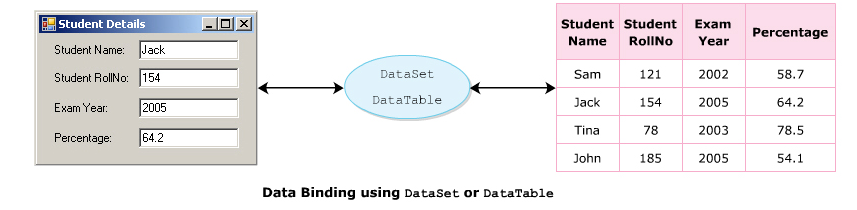 Student Details
Student Name: Jack
Student RollNo: 154
Exam Year: 2005
Percentage: 64.2
DataSet
DataTable
Student Name Student RollNo Exam Year Percentage
Sam 121 2002 58.7
Jack 154 2005 64.2
Tina 78 2003 78.5
John 185 2005 54.1
Data Binding using DataSet or DataTable